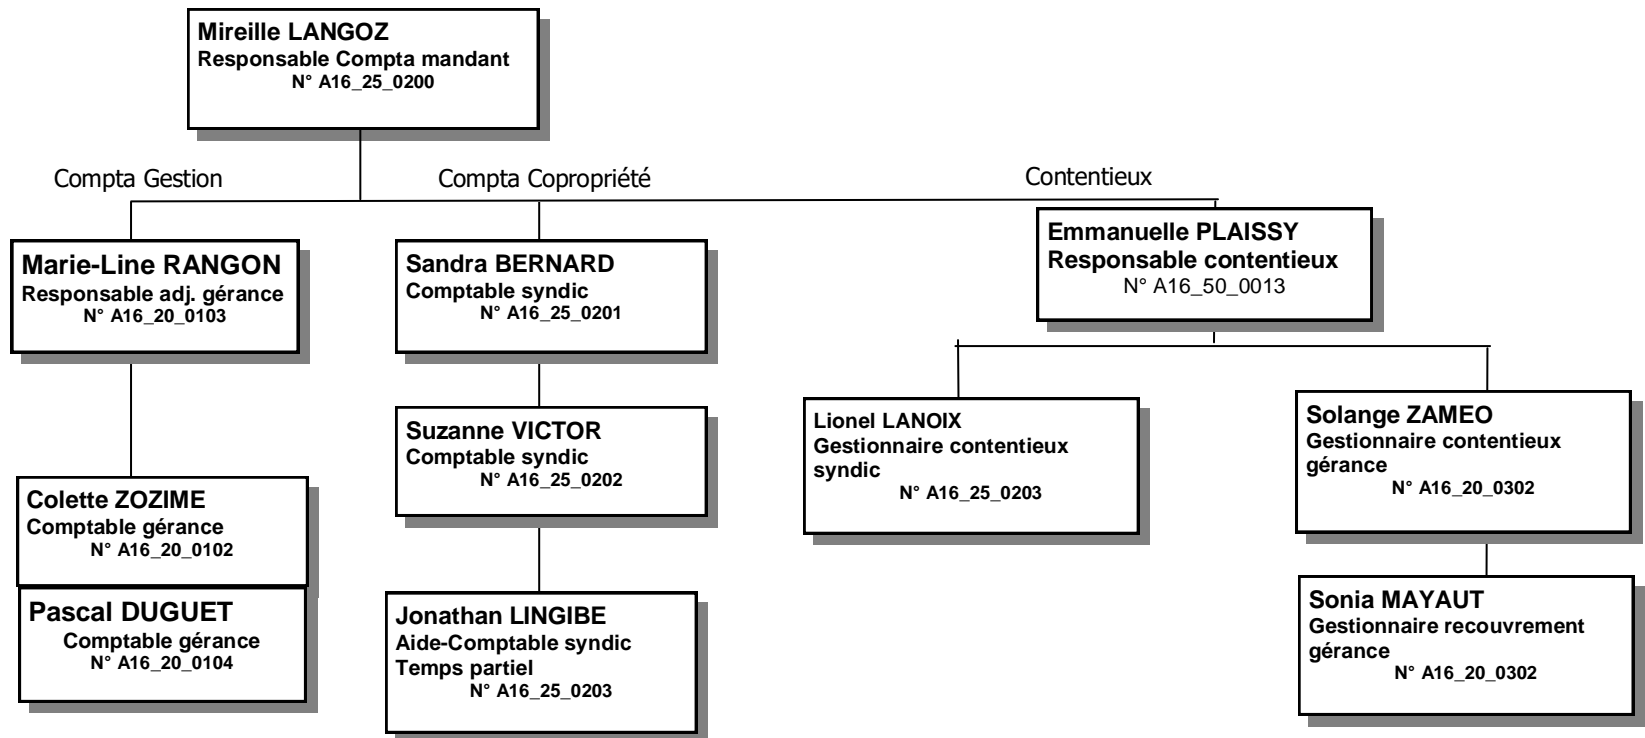 Mireille LANGOZ
Responsable Compta mandant
N° A16_25_0200
Compta Gestion
Compta Copropriété
Contentieux
Marie-Line RANGON
Responsable adj. gérance
N° A16_20_0103
Sandra BERNARD
Comptable syndic
N° A16_25_0201
Emmanuelle PLAISSY
Responsable contentieux
N° A16_50_0013
Colette ZOZIME
Comptable gérance
N° A16_20_0102
Pascal DUGUET
Comptable gérance
N° A16_20_0104
Suzanne VICTOR
Comptable syndic
N° A16_25_0202
Jonathan LINGIBE
Aide-Comptable syndic
Temps partiel
N° A16_25_0203
Lionel LANOIX
Gestionnaire contentieux
syndic
N° A16_25_0203
Solange ZAMEO
Gestionnaire contentieux
gérance
N° A16_20_0302
Sonia MAYAUT
Gestionnaire recouvrement
gérance
N° A16_20_0302